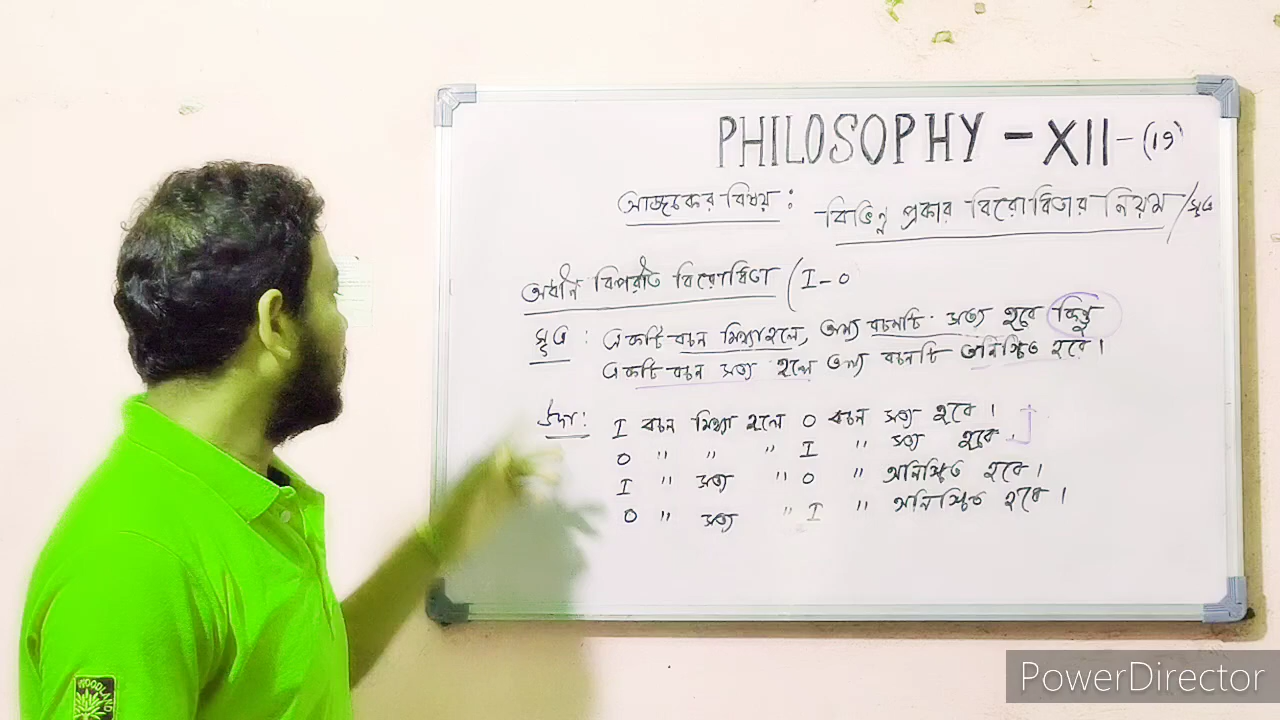 PHILOSOPHY - XII - (19)
আজকের বিষয় : বিভিন্ন প্রকার বিরোধিতার নিয়ম / সূত্র
অধীন বিপরীত বিরোধিতা ( I - O
সূত্র : একটি বচন মিথ্যা হলে, অন্য বচনটি সত্য হবে কিন্তু
একটি বচন সত্য হলে অন্য বচনটি অনিশ্চিত হবে।
উদা : I বচন মিথ্যা হলে O বচন সত্য হবে।
O " " " I " সত্য হবে।
I " সত্য " O " অনিশ্চিত হবে।
O " সত্য " I " অনিশ্চিত হবে।
WOODLAND
PowerDirector